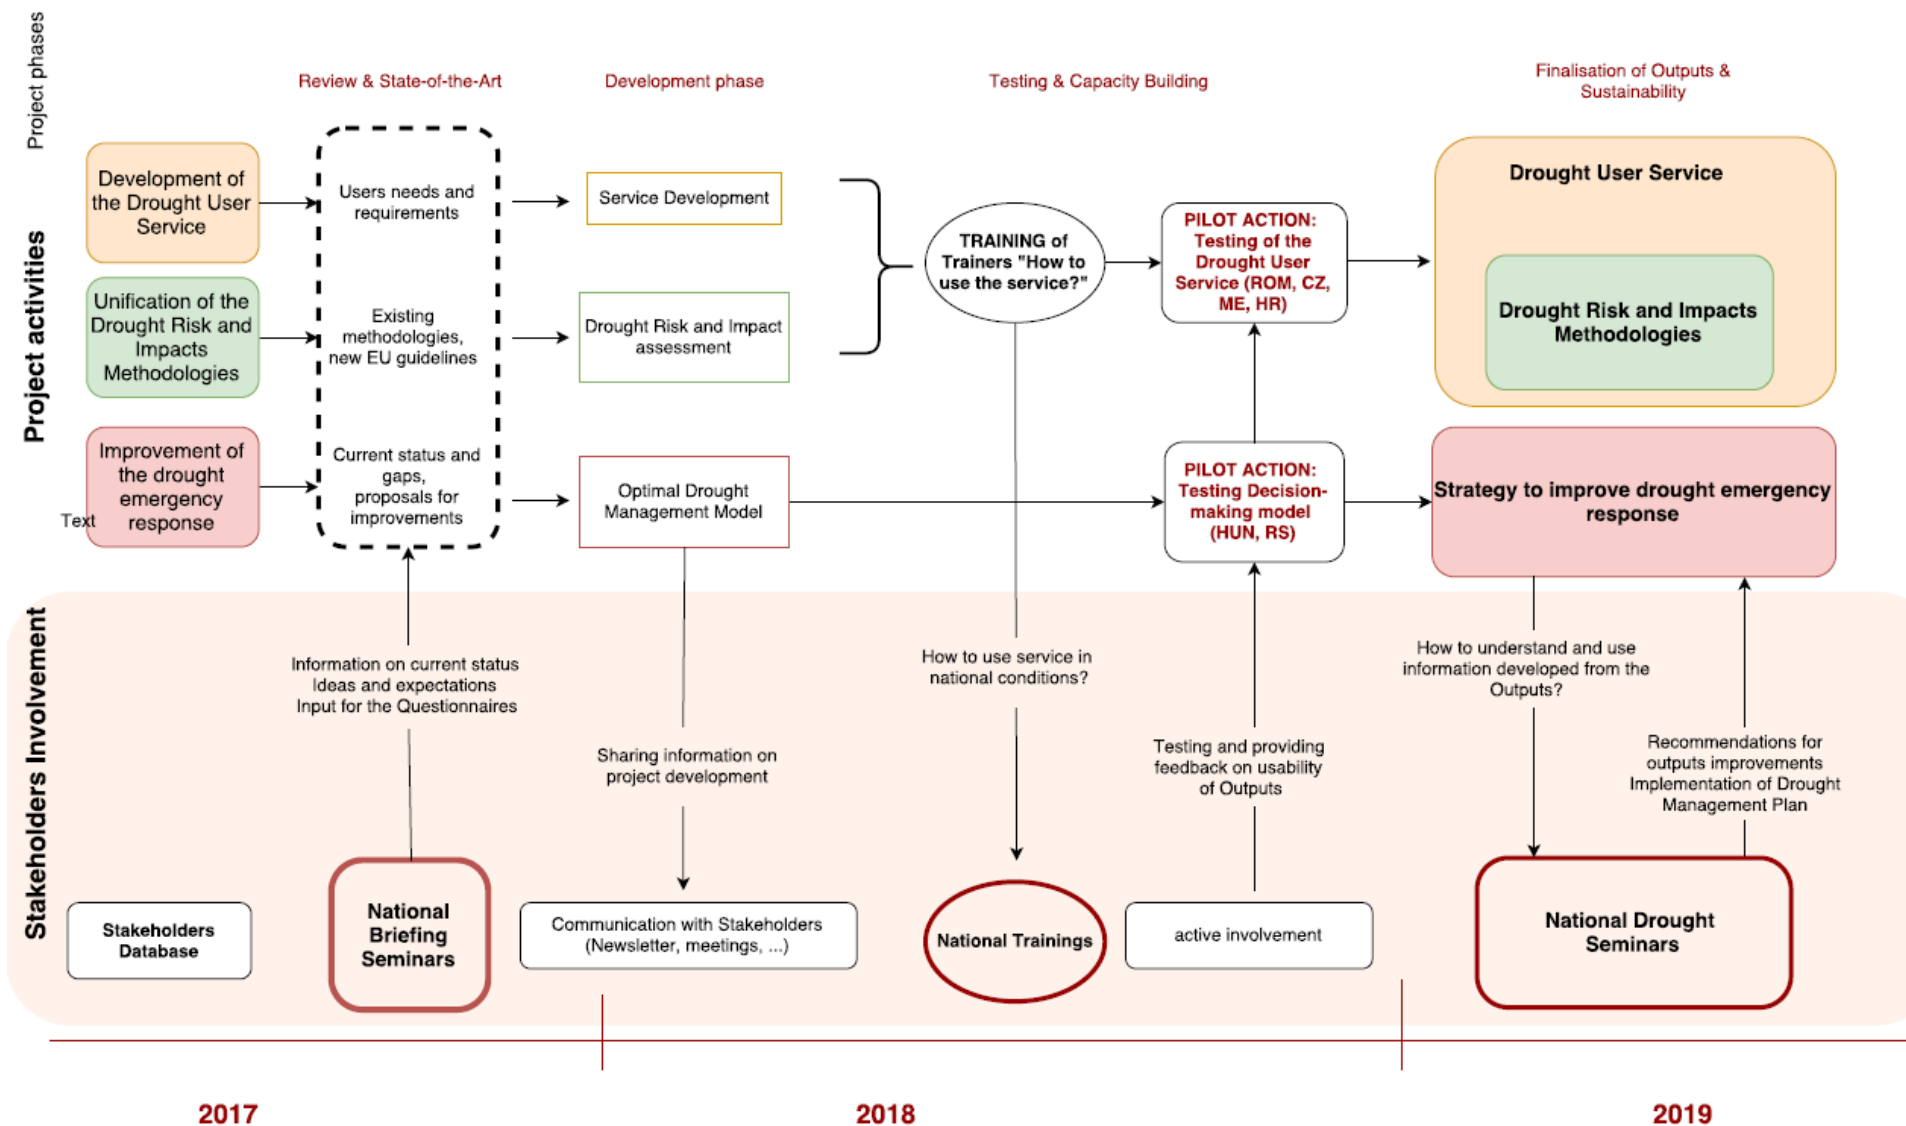 Project phases
Review & State-of-the-Art
Development phase
Testing & Capacity Building
Finalisation of Outputs &
Sustainability
Project activities
Development of
the Drought User
Service
Users needs and
requirements
Service Development
TRAINING of
Trainers "How to
use the service?"
PILOT ACTION:
Testing of the
Drought User
Service (ROM, CZ,
ME, HR)
Drought User Service
Unification of the
Drought Risk and
Impacts
Methodologies
Existing
methodologies,
new EU guidelines
Drought Risk and Impact
assessment
Drought Risk and Impacts
Methodologies
Improvement of
the drought
emergency
response
Text
Current status and
gaps,
proposals for
improvements
Optimal Drought
Management Model
PILOT ACTION:
Testing Decision-
making model
(HUN, RS)
Strategy to improve drought emergency
response
Stakeholders Involvement
Information on current status
Ideas and expectations
Input for the Questionnaires
Sharing information on
project development
How to use service in
national conditions?
Testing and providing
feedback on usability
of Outputs
How to understand and use
information developed from the
Outputs?
Recommendations for
outputs improvements
Implementation of Drought
Management Plan
Stakeholders
Database
National
Briefing
Seminars
Communication with Stakeholders
(Newsletter, meetings, ...)
National Trainings
active involvement
National Drought
Seminars
2017
2018
2019